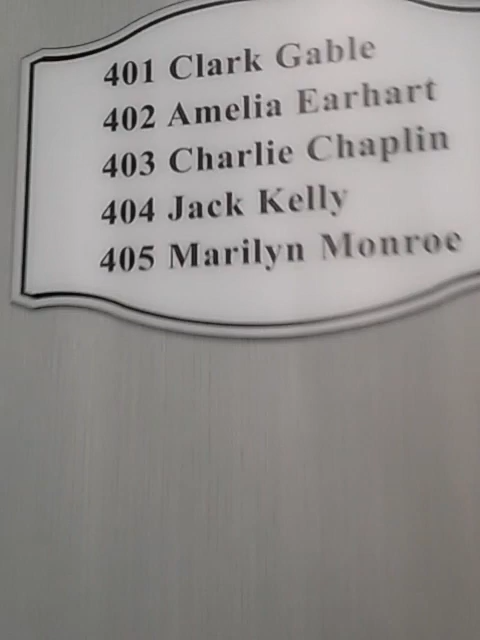 401 Clark Gable
402 Amelia Earhart
403 Charlie Chaplin
404 Jack Kelly
405 Marilyn Monroe